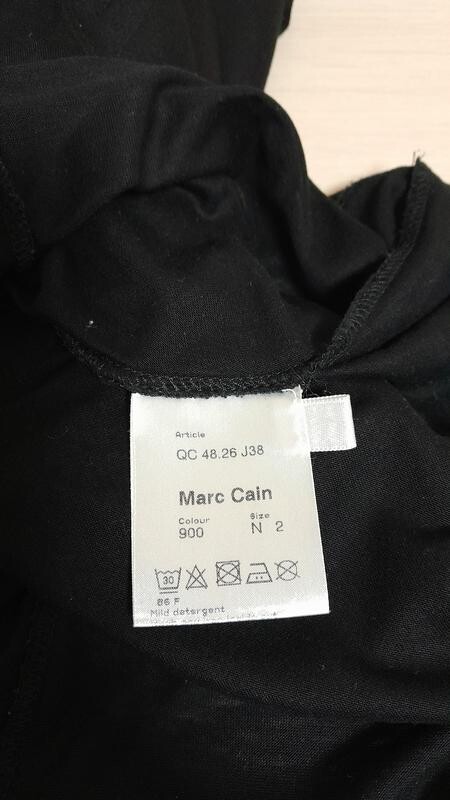 Article
QC 48.26 J38
Marc Cain
Colour Size
900 N 2
30
86 F
Mild detergent